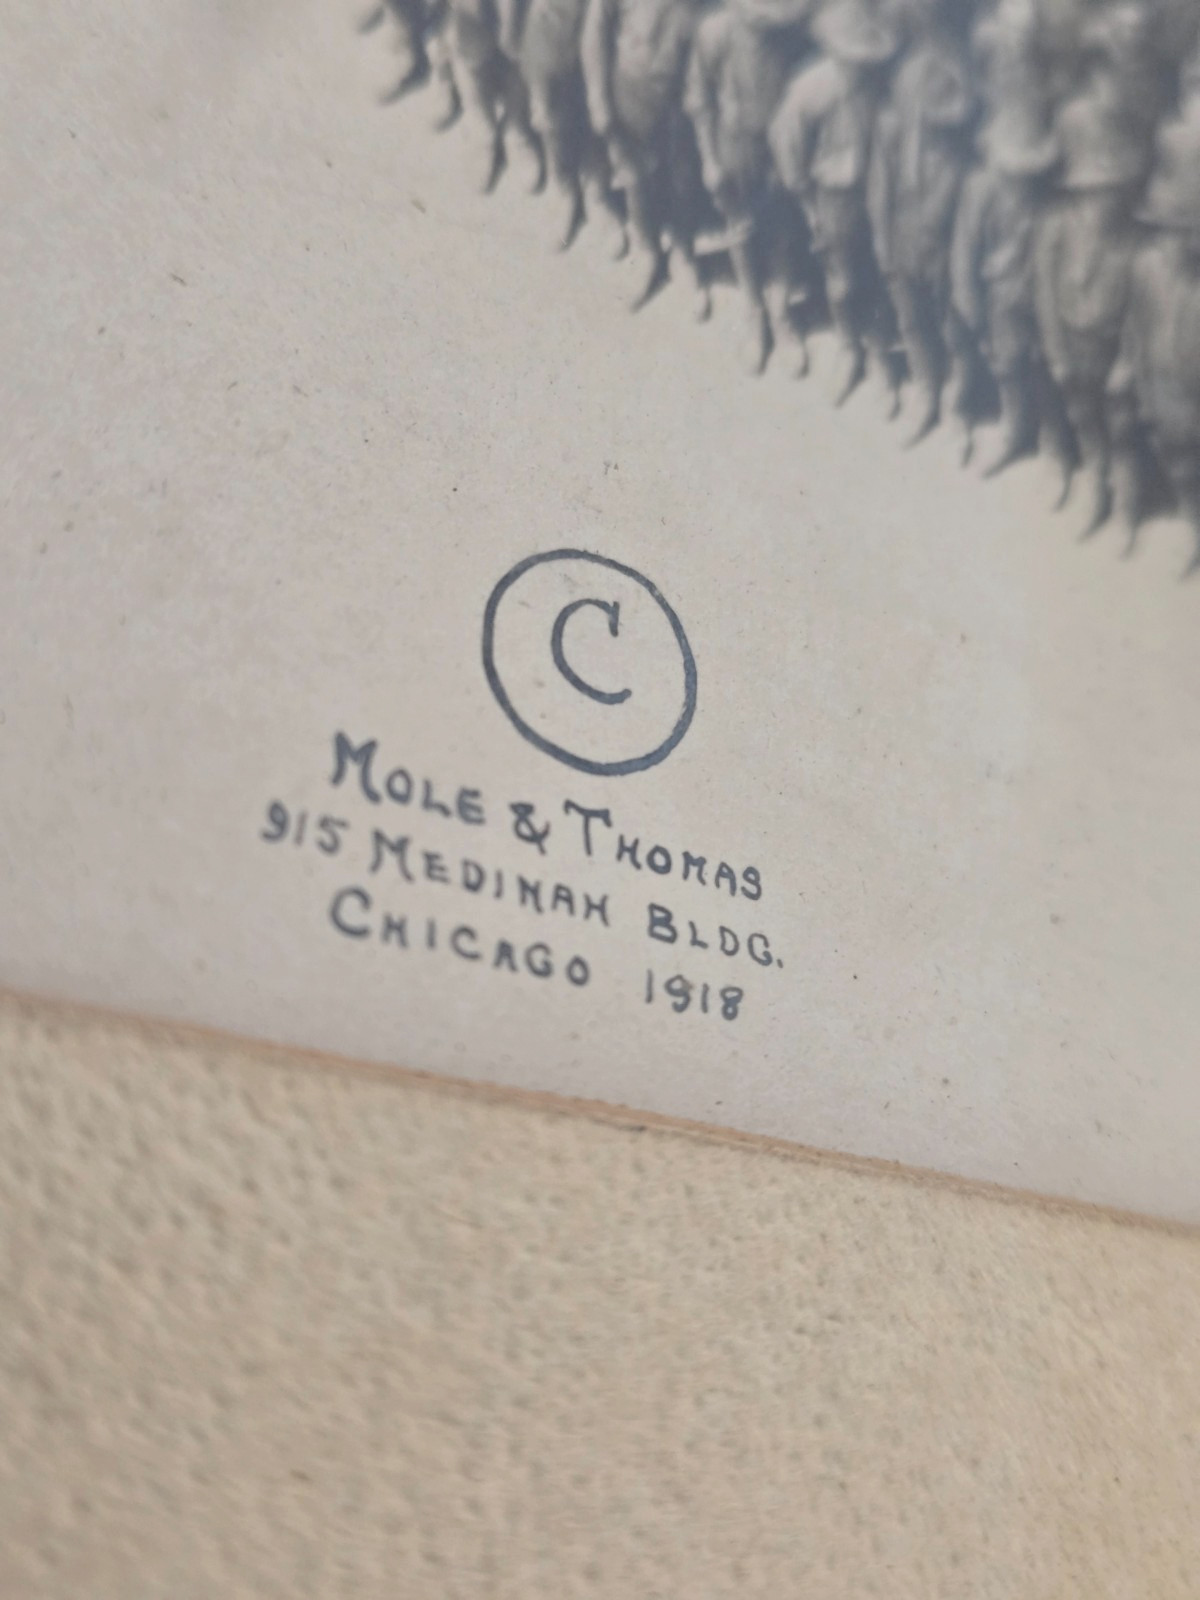 ©
MOLE & THOMAS
915 MEDINAH BLDG.
CHICAGO 1918